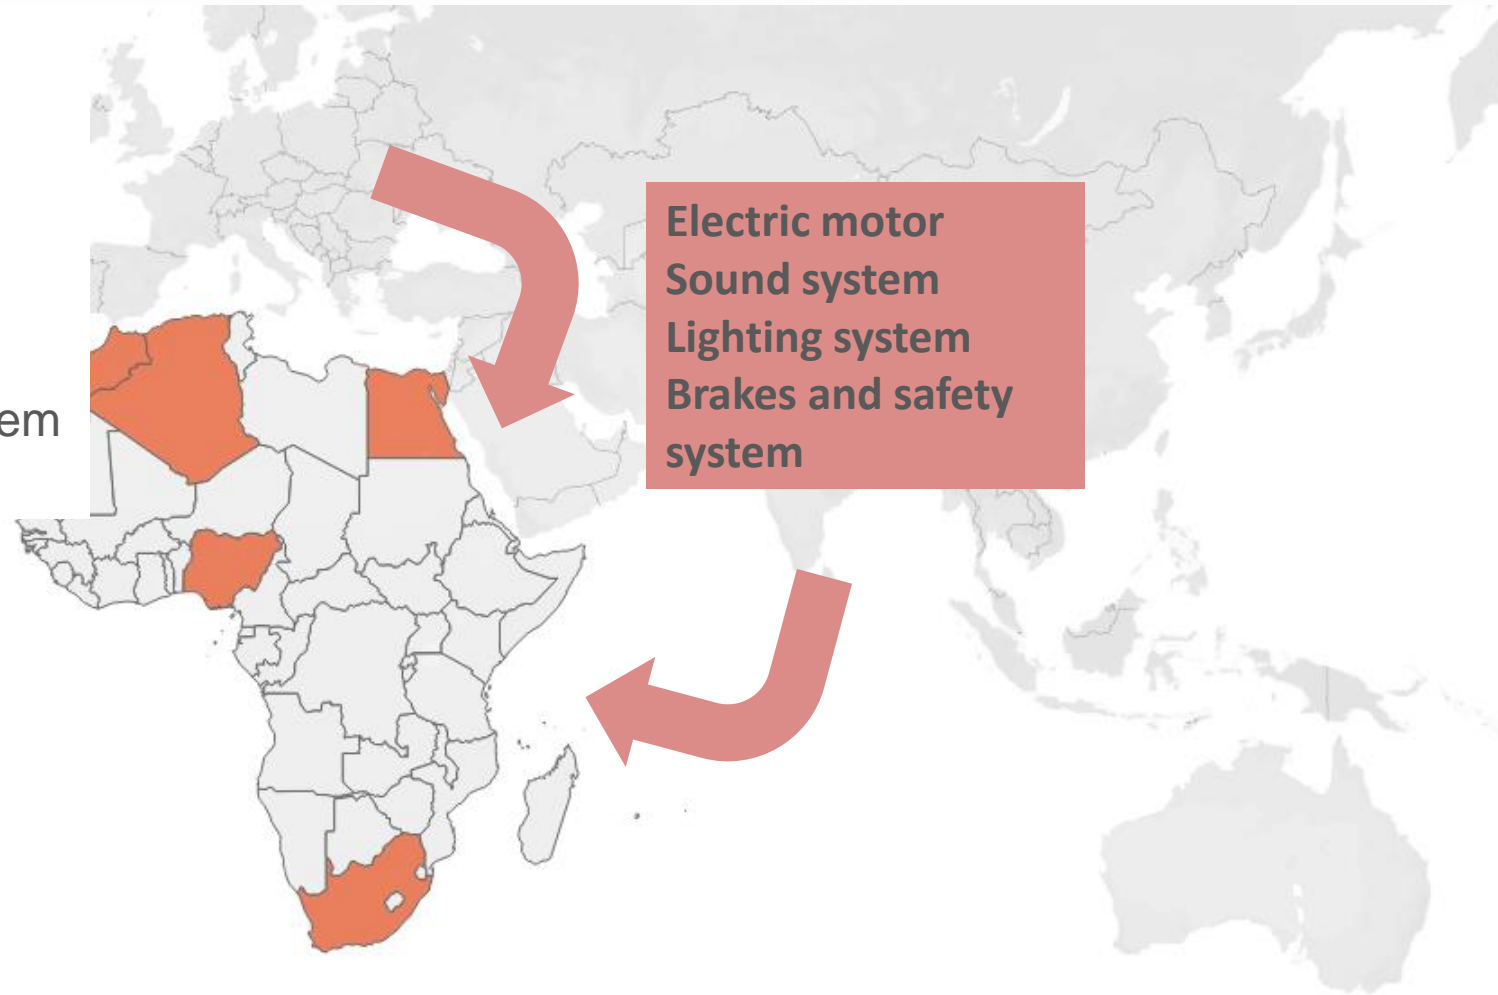 Electric motor
Sound system
Lighting system
Brakes and safety
system
em